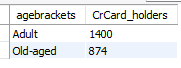 agebrackets CrCard_holders
Adult 1400
Old-aged 874